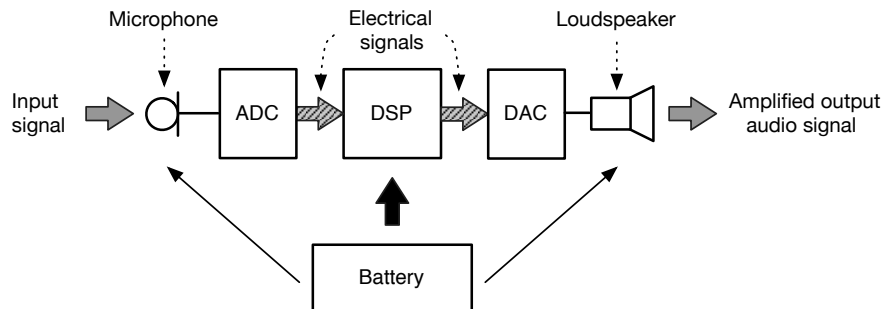 Microphone
Electrical
signals
Loudspeaker
Input
signal
ADC
DSP
DAC
Amplified output
audio signal
Battery